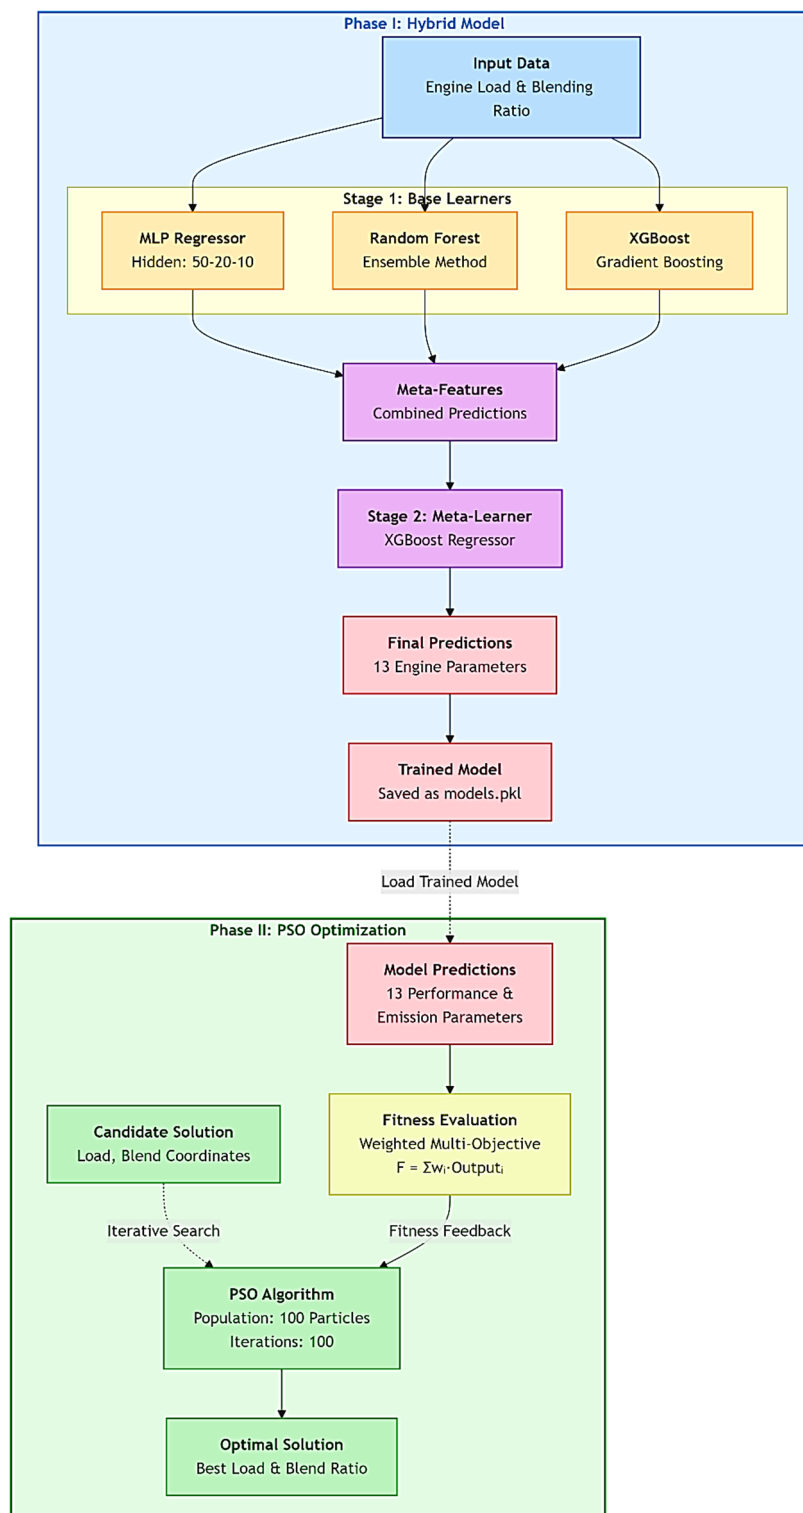 Phase I: Hybrid Model
Input Data
Engine Load & Blending
Ratio
Stage 1: Base Learners
MLP Regressor
Hidden: 50-20-10
Random Forest
Ensemble Method
XGBoost
Gradient Boosting
Meta-Features
Combined Predictions
Stage 2: Meta-Learner
XGBoost Regressor
Final Predictions
13 Engine Parameters
Trained Model
Saved as models.pkl
Load Trained Model
Phase II: PSO Optimization
Model Predictions
13 Performance &
Emission Parameters
Candidate Solution
Load, Blend Coordinates
Fitness Evaluation
Weighted Multi-Objective
F = Σwᵢ·Outputᵢ
Iterative Search
Fitness Feedback
PSO Algorithm
Population: 100 Particles
Iterations: 100
Optimal Solution
Best Load & Blend Ratio